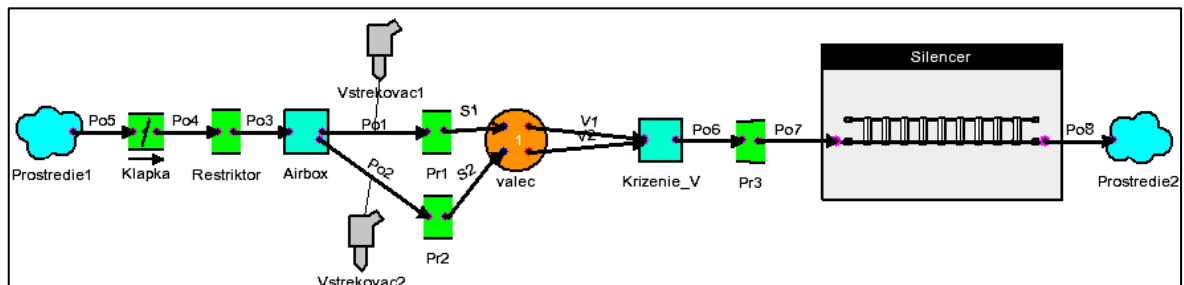 Silencer
Vstrekovac1
Po5
Po4
Po3
Po1
S1
V1
V2
Po6
Po7
Po8
1
Prostredie1
Klapka
Restriktor
Airbox
Po2
Pr1
S2
valec
Krizenie_V
Pr3
Prostredie2
Pr2
Vstrekovac2